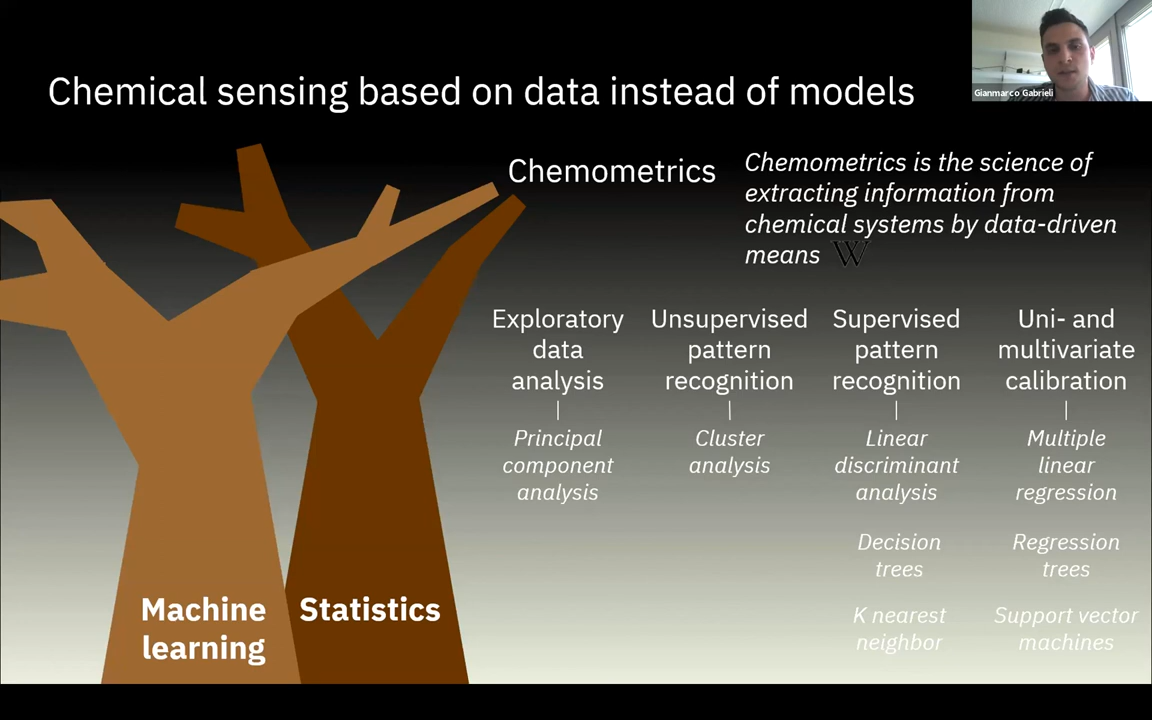 Gianmarco Gabrieli
Chemical sensing based on data instead of models
Chemometrics
Chemometrics is the science of
extracting information from
chemical systems by data-driven
means W
Exploratory
data
analysis
Principal
component
analysis
Unsupervised
pattern
recognition
Cluster
analysis
Supervised
pattern
recognition
Linear
discriminant
analysis
Decision
trees
K nearest
neighbor
Uni- and
multivariate
calibration
Multiple
linear
regression
Regression
trees
Support vector
machines
Machine
learning
Statistics